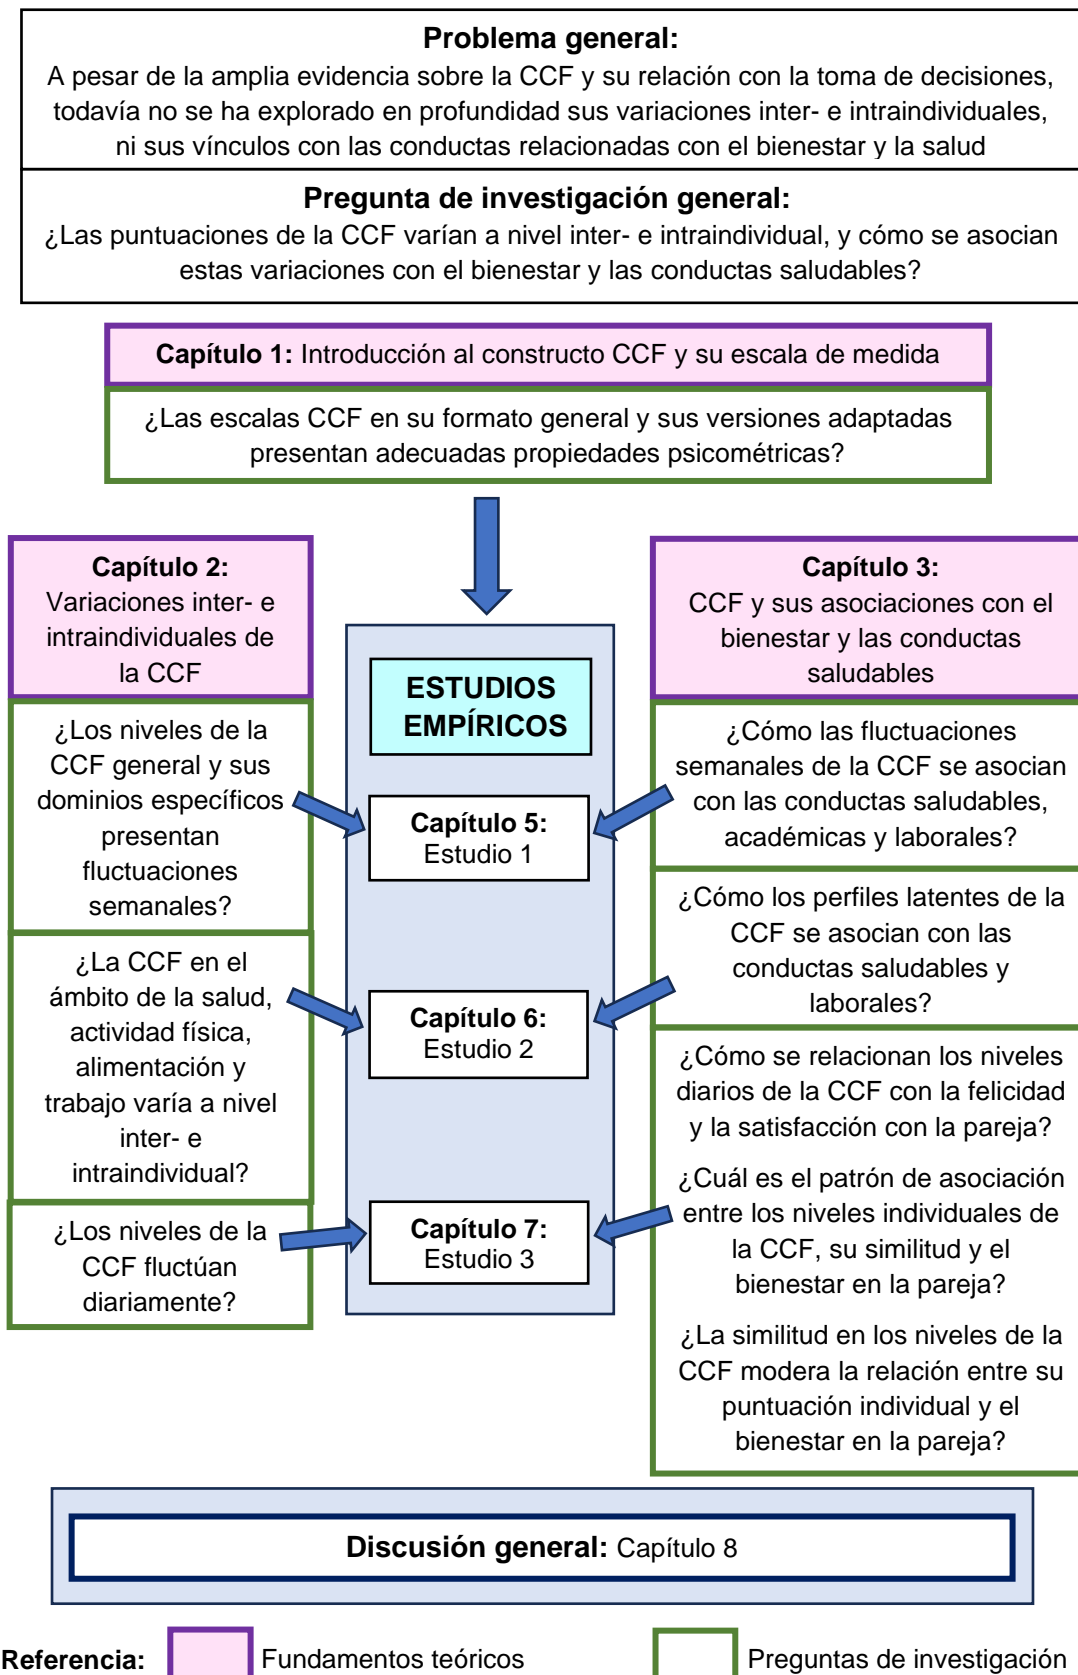 Problema general:
A pesar de la amplia evidencia sobre la CCF y su relación con la toma de decisiones,
todavía no se ha explorado en profundidad sus variaciones inter- e intraindividuales,
ni sus vínculos con las conductas relacionadas con el bienestar y la salud
Pregunta de investigación general:
¿Las puntuaciones de la CCF varían a nivel inter- e intraindividual, y cómo se asocian
estas variaciones con el bienestar y las conductas saludables?
Capítulo 1: Introducción al constructo CCF y su escala de medida
¿Las escalas CCF en su formato general y sus versiones adaptadas
presentan adecuadas propiedades psicométricas?
Capítulo 2:
Variaciones inter- e
intraindividuales de
la CCF
¿Los niveles de la
CCF general y sus
dominios específicos
presentan
fluctuaciones
semanales?
¿La CCF en el
ámbito de la salud,
actividad física,
alimentación y
trabajo varía a nivel
inter- e
intraindividual?
¿Los niveles de la
CCF fluctúan
diariamente?
ESTUDIOS
EMPÍRICOS
Capítulo 5:
Estudio 1
Capítulo 6:
Estudio 2
Capítulo 7:
Estudio 3
Capítulo 3:
CCF y sus asociaciones con el
bienestar y las conductas
saludables
¿Cómo las fluctuaciones
semanales de la CCF se asocian
con las conductas saludables,
académicas y laborales?
¿Cómo los perfiles latentes de la
CCF se asocian con las
conductas saludables y
laborales?
¿Cómo se relacionan los niveles
diarios de la CCF con la felicidad
y la satisfacción con la pareja?
¿Cuál es el patrón de asociación
entre los niveles individuales de
la CCF, su similitud y el
bienestar en la pareja?
¿La similitud en los niveles de la
CCF modera la relación entre su
puntuación individual y el
bienestar en la pareja?
Discusión general: Capítulo 8
Referencia:
Fundamentos teóricos
Preguntas de investigación